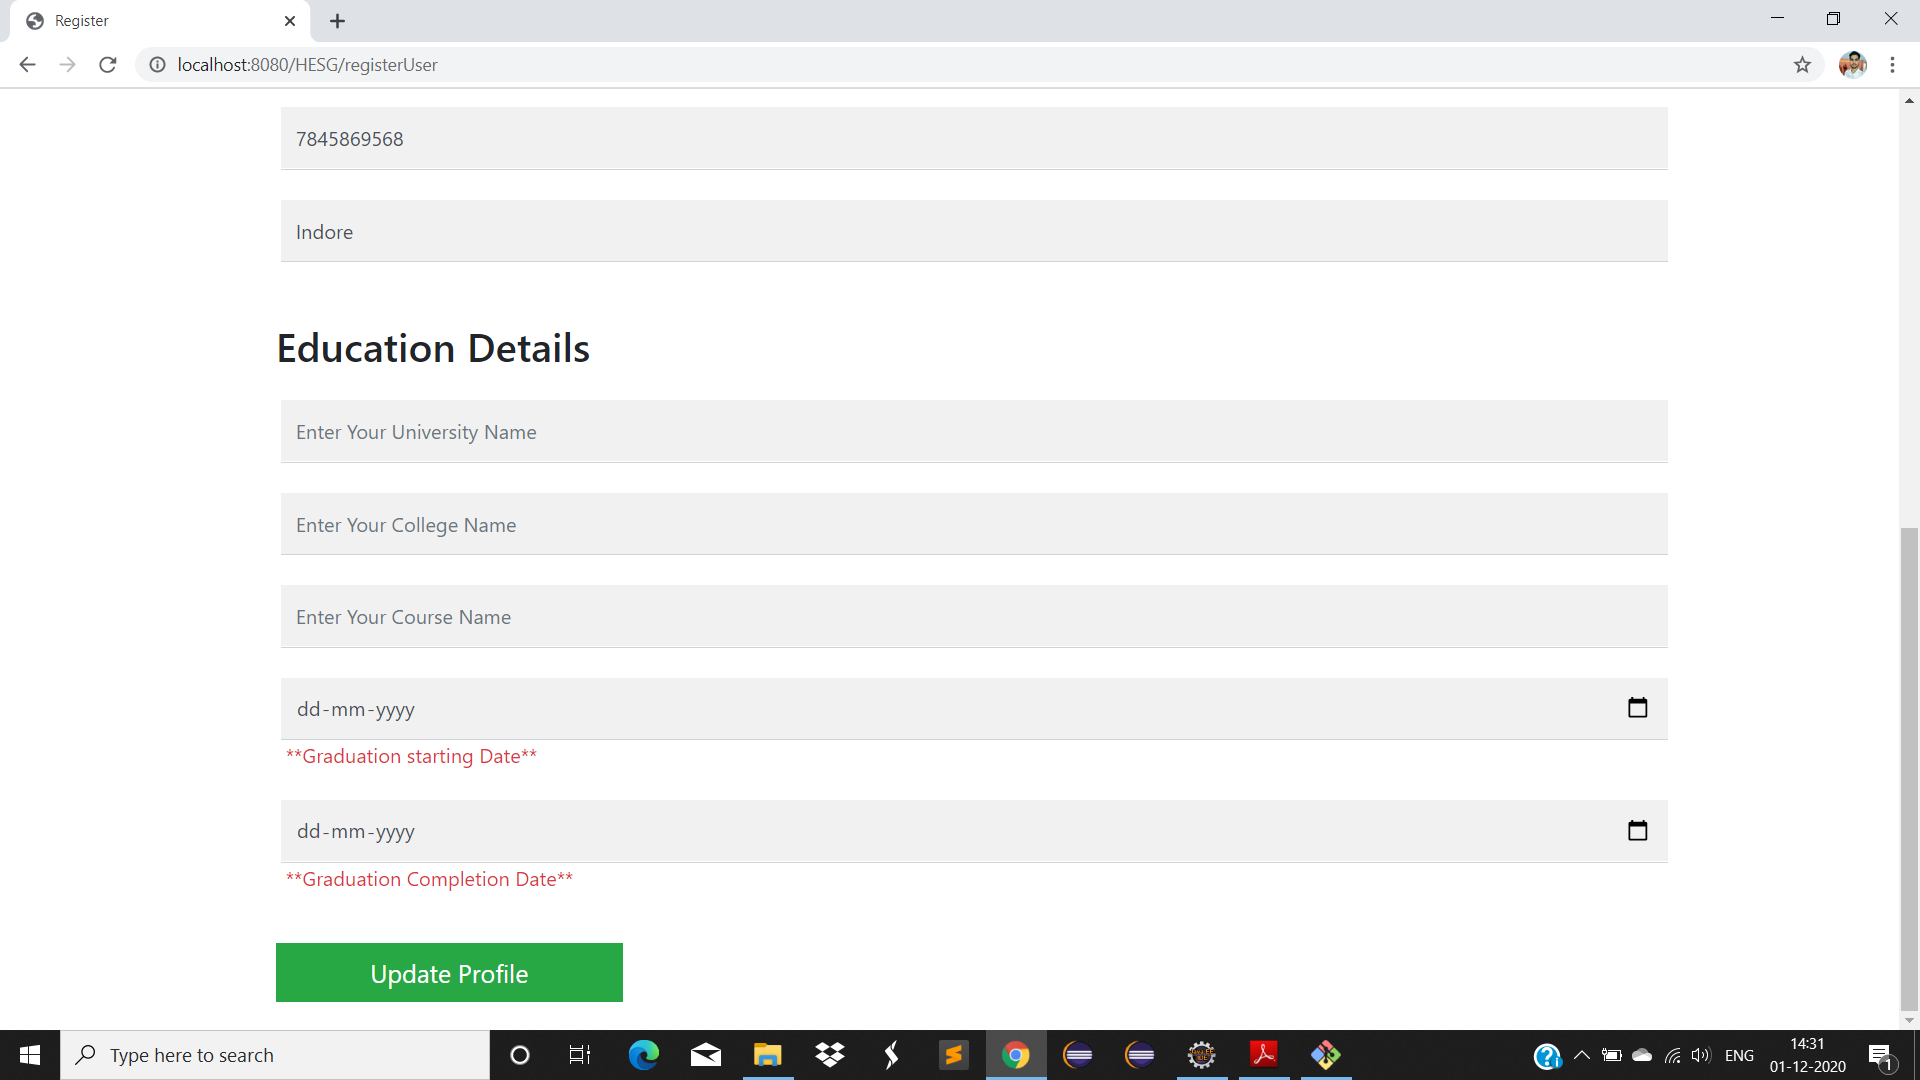 Register
localhost:8080/HESG/registerUser
7845869568
Indore
Education Details
Enter Your University Name
Enter Your College Name
Enter Your Course Name
dd-mm-yyyy
**Graduation starting Date**
dd-mm-yyyy
**Graduation Completion Date**
Update Profile
Type here to search
ENG
14:31
01-12-2020
1